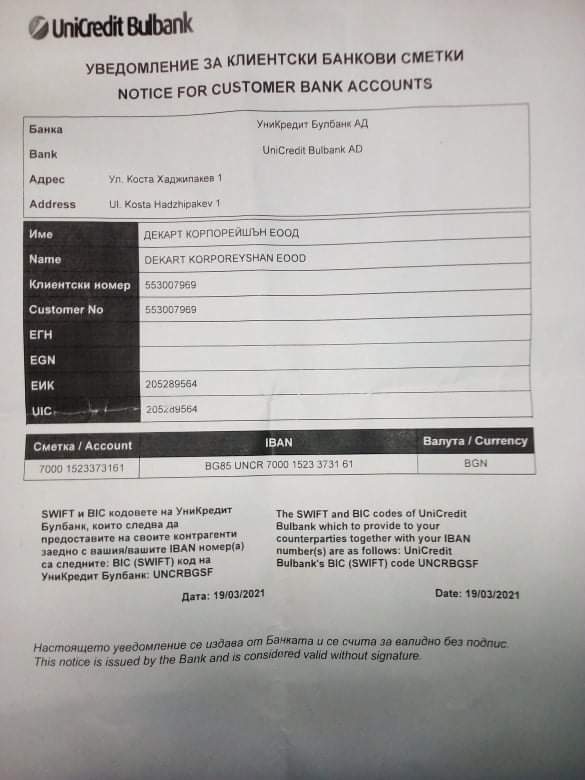 UniCredit Bulbank
УВЕДОМЛЕНИЕ ЗА КЛИЕНТСКИ БАНКОВИ СМЕТКИ
NOTICE FOR CUSTOMER BANK ACCOUNTS
Банка УниКредит Булбанк АД
Bank UniCredit Bulbank AD
Адрес Ул. Коста Хаджипакев 1
Address Ul. Kosta Hadzhipakev 1
Име ДЕКАРТ КОРПОРЕЙШЪН ЕООД
Name DEKART KORPOREYSHAN EOOD
Клиентски номер 553007969
Customer No 553007969
ЕГН
EGN
ЕИК 205289564
UIC 205289564
Сметка / Account IBAN Валута / Currency
7000 1523373161 BG85 UNCR 7000 1523 3731 61 BGN
SWIFT и BIC кодовете на УниКредит
Булбанк, които следва да
предоставите на своите контрагенти
заедно с вашия/вашите IBAN номер(а)
са следните: BIC (SWIFT) код на
УниКредит Булбанк: UNCRBGSF
Дата: 19/03/2021
The SWIFT and BIC codes of UniCredit
Bulbank which to provide to your
counterparties together with your IBAN
number(s) are as follows: UniCredit
Bulbank's BIC (SWIFT) code UNCRBGSF
Date: 19/03/2021
Настоящето уведомление се издава от Банката и се счита за валидно без подпис.
This notice is issued by the Bank and is considered valid without signature.